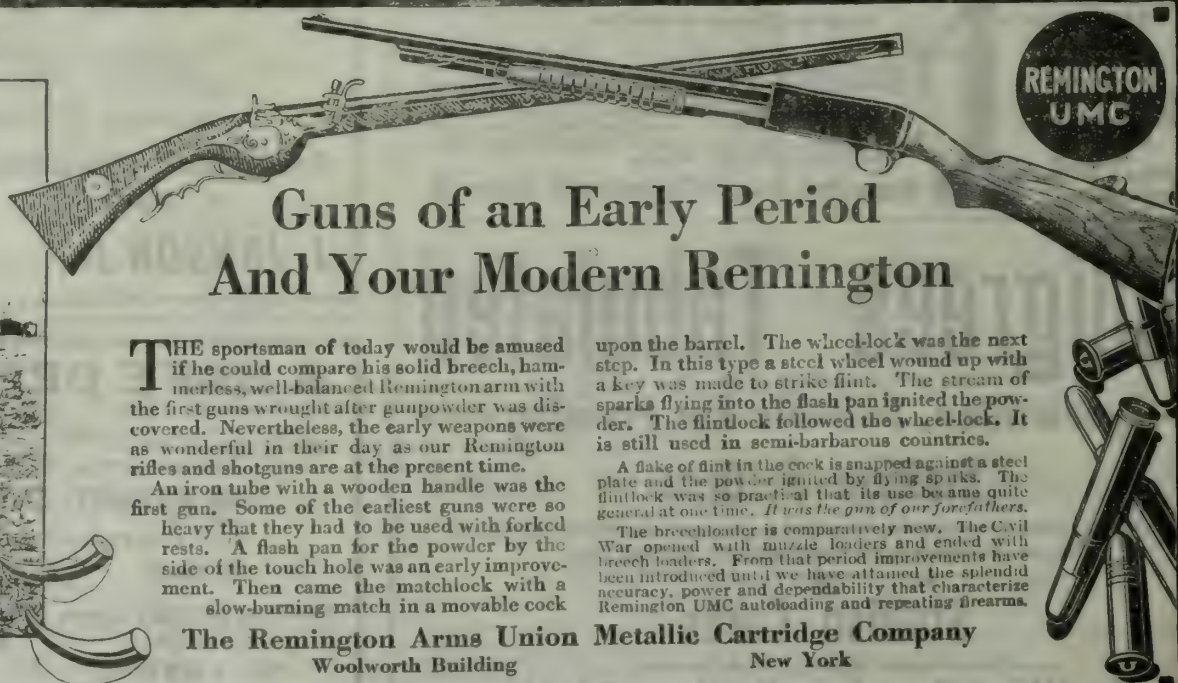 REMINGTON
UMC
Guns of an Early Period
And Your Modern Remington
THE sportsman of today would be amused
if he could compare his solid breech, ham-
merless, well-balanced Remington arm with
the first guns wrought after gunpowder was dis-
covered. Nevertheless, the early weapons were
as wonderful in their day as our Remington
rifles and shotguns are at the present time.
An iron tube with a wooden handle was the
first gun. Some of the earliest guns were so
heavy that they had to be used with forked
rests. A flash pan for the powder by the
side of the touch hole was an early improve-
ment. Then came the matchlock with a
slow-burning match in a movable cock
upon the barrel. The wheel-lock was the next
step. In this type a steel wheel wound up with
a key was made to strike flint. The stream of
sparks flying into the flash pan ignited the pow-
der. The flintlock followed the wheel-lock. It
is still used in semi-barbarous countries.
A flake of flint in the cock is snapped against a steel
plate and the powder ignited by flying sparks. The
flintlock was so practical that its use became quite
general at one time. It was the gun of our forefathers.
The breechloader is comparatively new. The Civil
War opened with muzzle loaders and ended with
breech loaders. From that period improvements have
been introduced until we have attained the splendid
accuracy, power and dependability that characterize
Remington UMC autoloading and repeating firearms.
The Remington Arms Union Metallic Cartridge Company
Woolworth Building New York
U